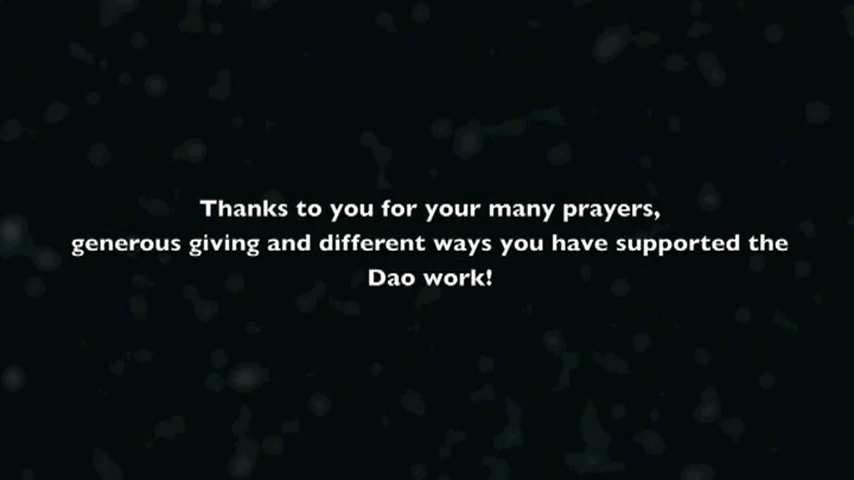 Thanks to you for your many prayers,
generous giving and different ways you have supported the
Dao work!